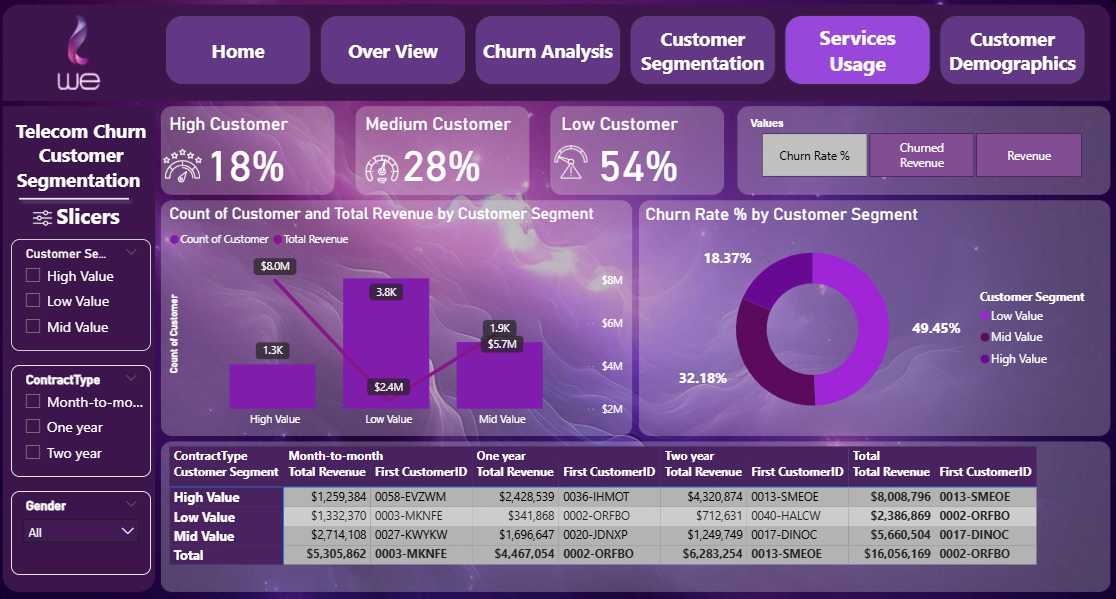 we
Home
Over View
Churn Analysis
Customer
Segmentation
Services
Usage
Customer
Demographics
Telecom Churn
Customer
Segmentation
Slicers
Customer Se...
High Value
Low Value
Mid Value
ContractType
Month-to-mo...
One year
Two year
Gender
All
High Customer
18%
Medium Customer
28%
Low Customer
54%
Values
Churn Rate %
Churned
Revenue
Revenue
Count of Customer and Total Revenue by Customer Segment
Count of Customer Total Revenue
Count of Customer
$8.0M
1.3K
3.8K
$2.4M
1.9K
$5.7M
$8M
$6M
$4M
$2M
High Value
Low Value
Mid Value
Churn Rate % by Customer Segment
18.37%
49.45%
32.18%
Customer Segment
Low Value
Mid Value
High Value
ContractType Month-to-month One year Two year Total
Customer Segment Total Revenue First CustomerID Total Revenue First CustomerID Total Revenue First CustomerID Total Revenue First CustomerID
High Value $1,259,384 0058-EVZWM $2,428,539 0036-IHMOT $4,320,874 0013-SMEOE $8,008,796 0013-SMEOE
Low Value $1,332,370 0003-MKNFE $341,868 0002-ORFBO $712,631 0040-HALCW $2,386,869 0002-ORFBO
Mid Value $2,714,108 0027-KWYKW $1,696,647 0020-JDNXP $1,249,749 0017-DINOC $5,660,504 0017-DINOC
Total $5,305,862 0003-MKNFE $4,467,054 0002-ORFBO $6,283,254 0013-SMEOE $16,056,169 0002-ORFBO